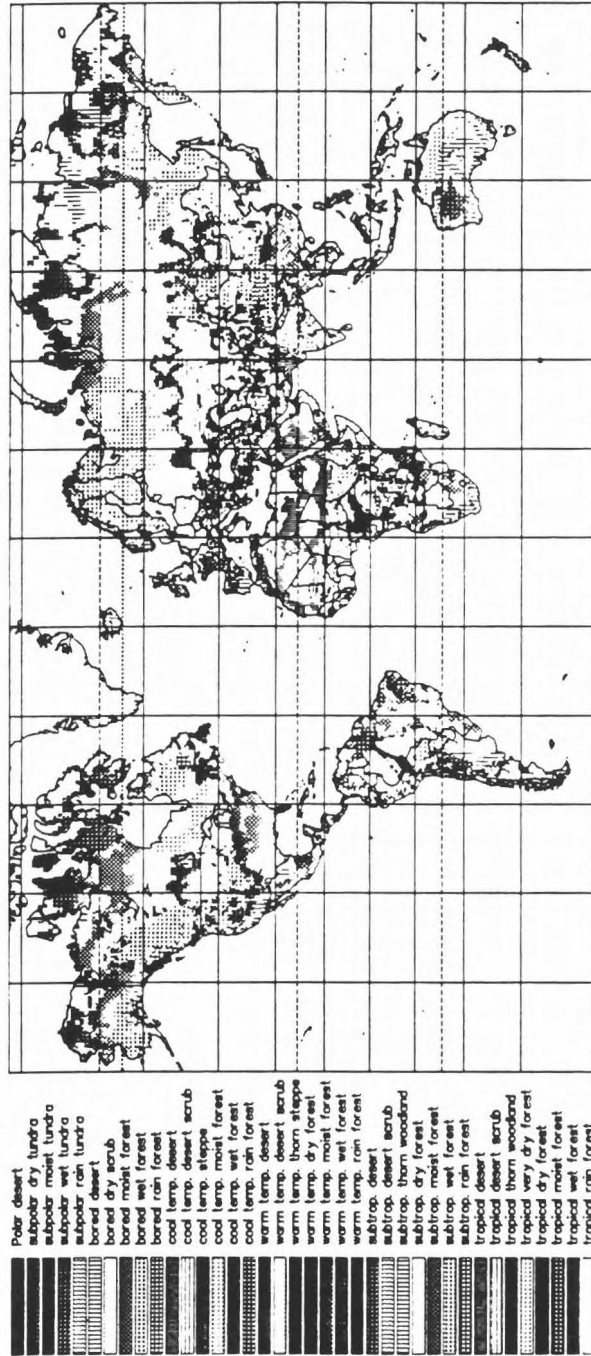 Polar desert
subpolar dry tundra
subpolar moist tundra
subpolar wet tundra
subpolar rain tundra
boreal desert
boreal dry scrub
boreal moist forest
boreal wet forest
boreal rain forest
cool temp. desert
cool temp. desert scrub
cool temp. steppe
cool temp. moist forest
cool temp. wet forest
cool temp. rain forest
warm temp. desert
warm temp. desert scrub
warm temp. thorn steppe
warm temp. dry forest
warm temp. moist forest
warm temp. wet forest
warm temp. rain forest
subtrop. desert
subtrop. desert scrub
subtrop. thorn woodland
subtrop. dry forest
subtrop. moist forest
subtrop. wet forest
subtrop. rain forest
tropical desert
tropical desert scrub
tropical thorn woodland
tropical very dry forest
tropical dry forest
tropical moist forest
tropical wet forest
tropical rain forest